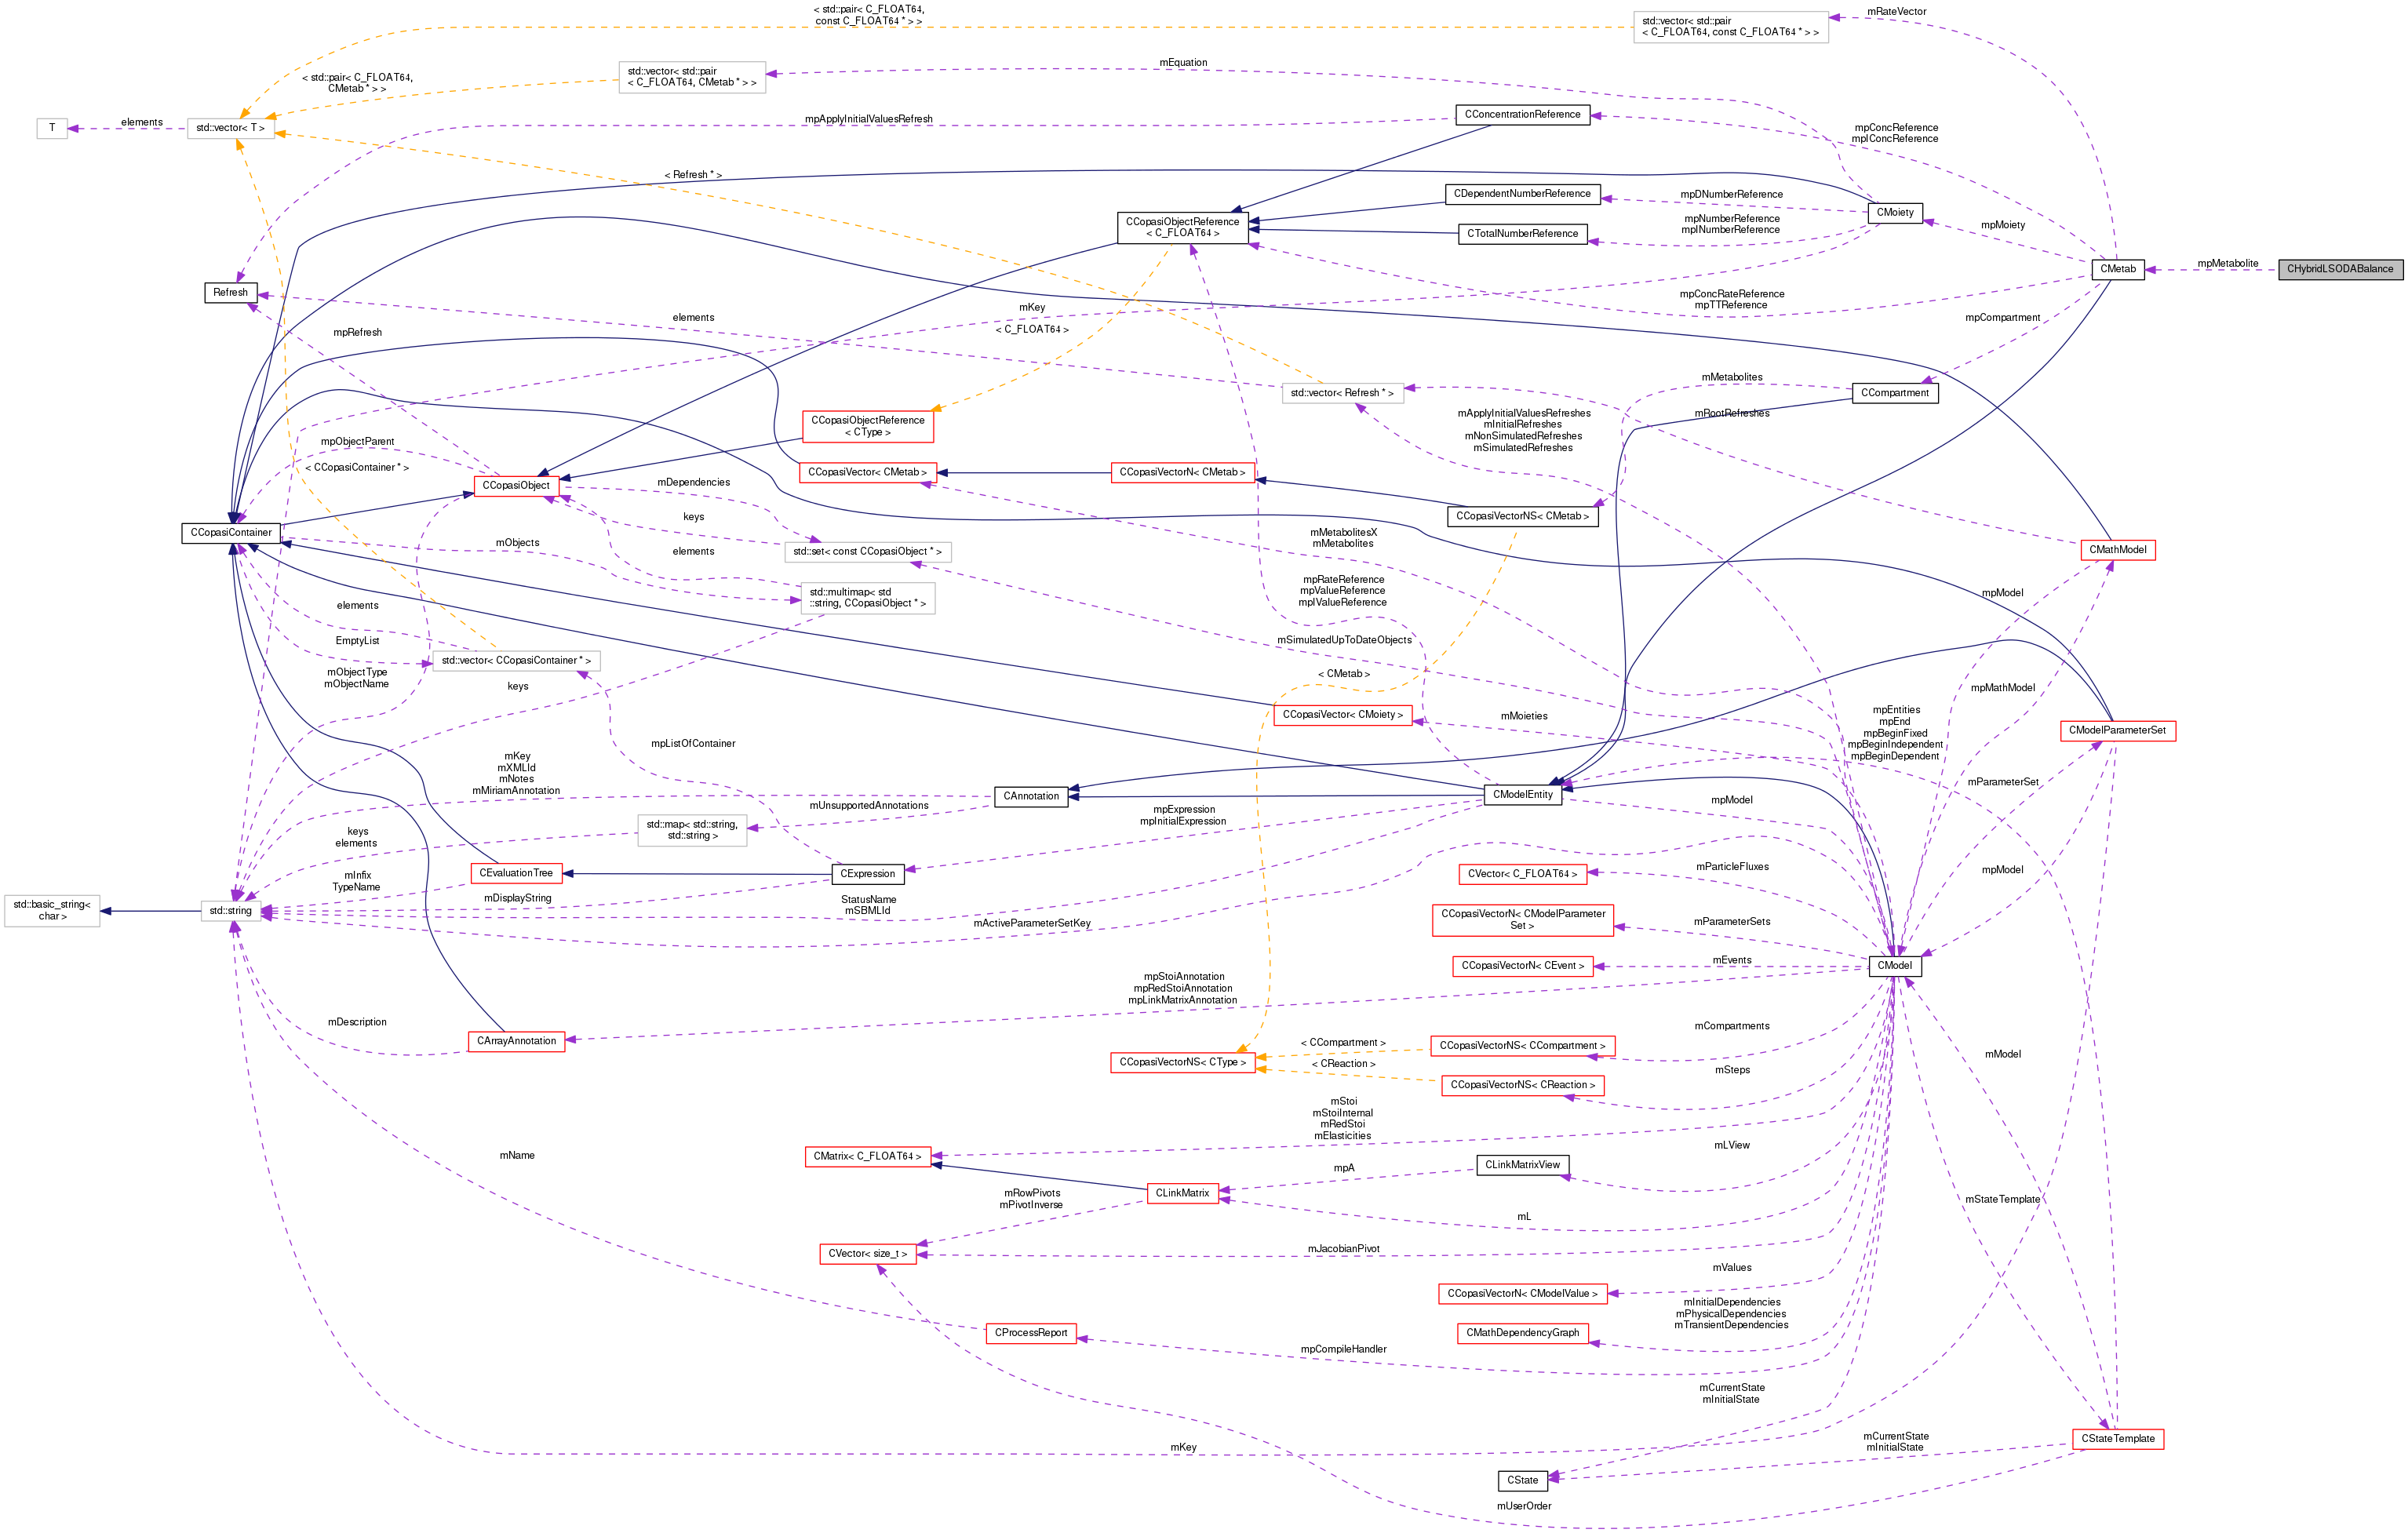 < std::pair< C_FLOAT64,
const C_FLOAT64 * > >
std::vector< std::pair
< C_FLOAT64, const C_FLOAT64 * > >
mRateVector
mEquation
< std::pair< C_FLOAT64,
CMetab * > >
std::vector< std::pair
< C_FLOAT64, CMetab * > >
T
elements
std::vector< T >
mpApplyInitialValuesRefresh
CConcentrationReference
mpConcReference
mpIConcReference
< Refresh * >
CDependentNumberReference
mpDNumberReference
CMoiety
CCopasiObjectReference
< C_FLOAT64 >
CTotalNumberReference
mpNumberReference
mpINumberReference
mpMoiety
CMetab
mpMetabolite
CHybridLSODABalance
Refresh
mpRefresh
elements
mKey
< C_FLOAT64 >
mpConcRateReference
mpTTReference
mpCompartment
std::vector< Refresh * >
mMetabolites
CCompartment
mApplyInitialValuesRefreshes
mInitialRefreshes
mNonSimulatedRefreshes
mSimulatedRefreshes
mRootRefreshes
CCopasiObjectReference
< CType >
mpObjectParent
< CCopasiContainer * >
CCopasiObject
mDependencies
CCopasiVector< CMetab >
CCopasiVectorN< CMetab >
CCopasiVectorNS< CMetab >
keys
CCopasiContainer
mObjects
elements
std::set< const CCopasiObject * >
mMetabolitesX
mMetabolites
CMathModel
std::multimap< std
::string, CCopasiObject * >
mpRateReference
mpValueReference
mpIValueReference
mpModel
elements
EmptyList
std::vector< CCopasiContainer * >
mSimulatedUpToDateObjects
mpMathModel
mObjectType
mObjectName
keys
< CMetab >
CCopasiVector< CMoiety >
mMoieties
mpEntities
mpEnd
mpBeginFixed
mpBeginIndependent
mpBeginDependent
CModelParameterSet
mpListOfContainer
mKey
mXMLId
mNotes
mMiriamAnnotation
CAnnotation
CModelEntity
mpModel
mParameterSet
mUnsupportedAnnotations
mpExpression
mpInitialExpression
std::map< std::string,
std::string >
keys
elements
CEvaluationTree
CExpression
CVector< C_FLOAT64 >
mParticleFluxes
mpModel
mInfix
TypeName
mDisplayString
StatusName
mSBMLId
std::basic_string<
char >
std::string
mActiveParameterSetKey
CCopasiVectorN< CModelParameter
Set >
mParameterSets
CCopasiVectorN< CEvent >
mEvents
CModel
mpStoiAnnotation
mpRedStoiAnnotation
mpLinkMatrixAnnotation
mDescription
CArrayAnnotation
mCompartments
CCopasiVectorNS< CCompartment >
< CCompartment >
CCopasiVectorNS< CType >
< CReaction >
CCopasiVectorNS< CReaction >
mSteps
mModel
mStoi
mStoiInternal
mRedStoi
mElasticities
CMatrix< C_FLOAT64 >
mName
mLView
CLinkMatrixView
mpA
CLinkMatrix
mRowPivots
mPivotInverse
mL
mStateTemplate
CVector< size_t >
mJacobianPivot
mValues
CCopasiVectorN< CModelValue >
mInitialDependencies
mPhysicalDependencies
mTransientDependencies
CMathDependencyGraph
CProcessReport
mpCompileHandler
mCurrentState
mInitialState
mKey
CState
mCurrentState
mInitialState
CStateTemplate
mUserOrder